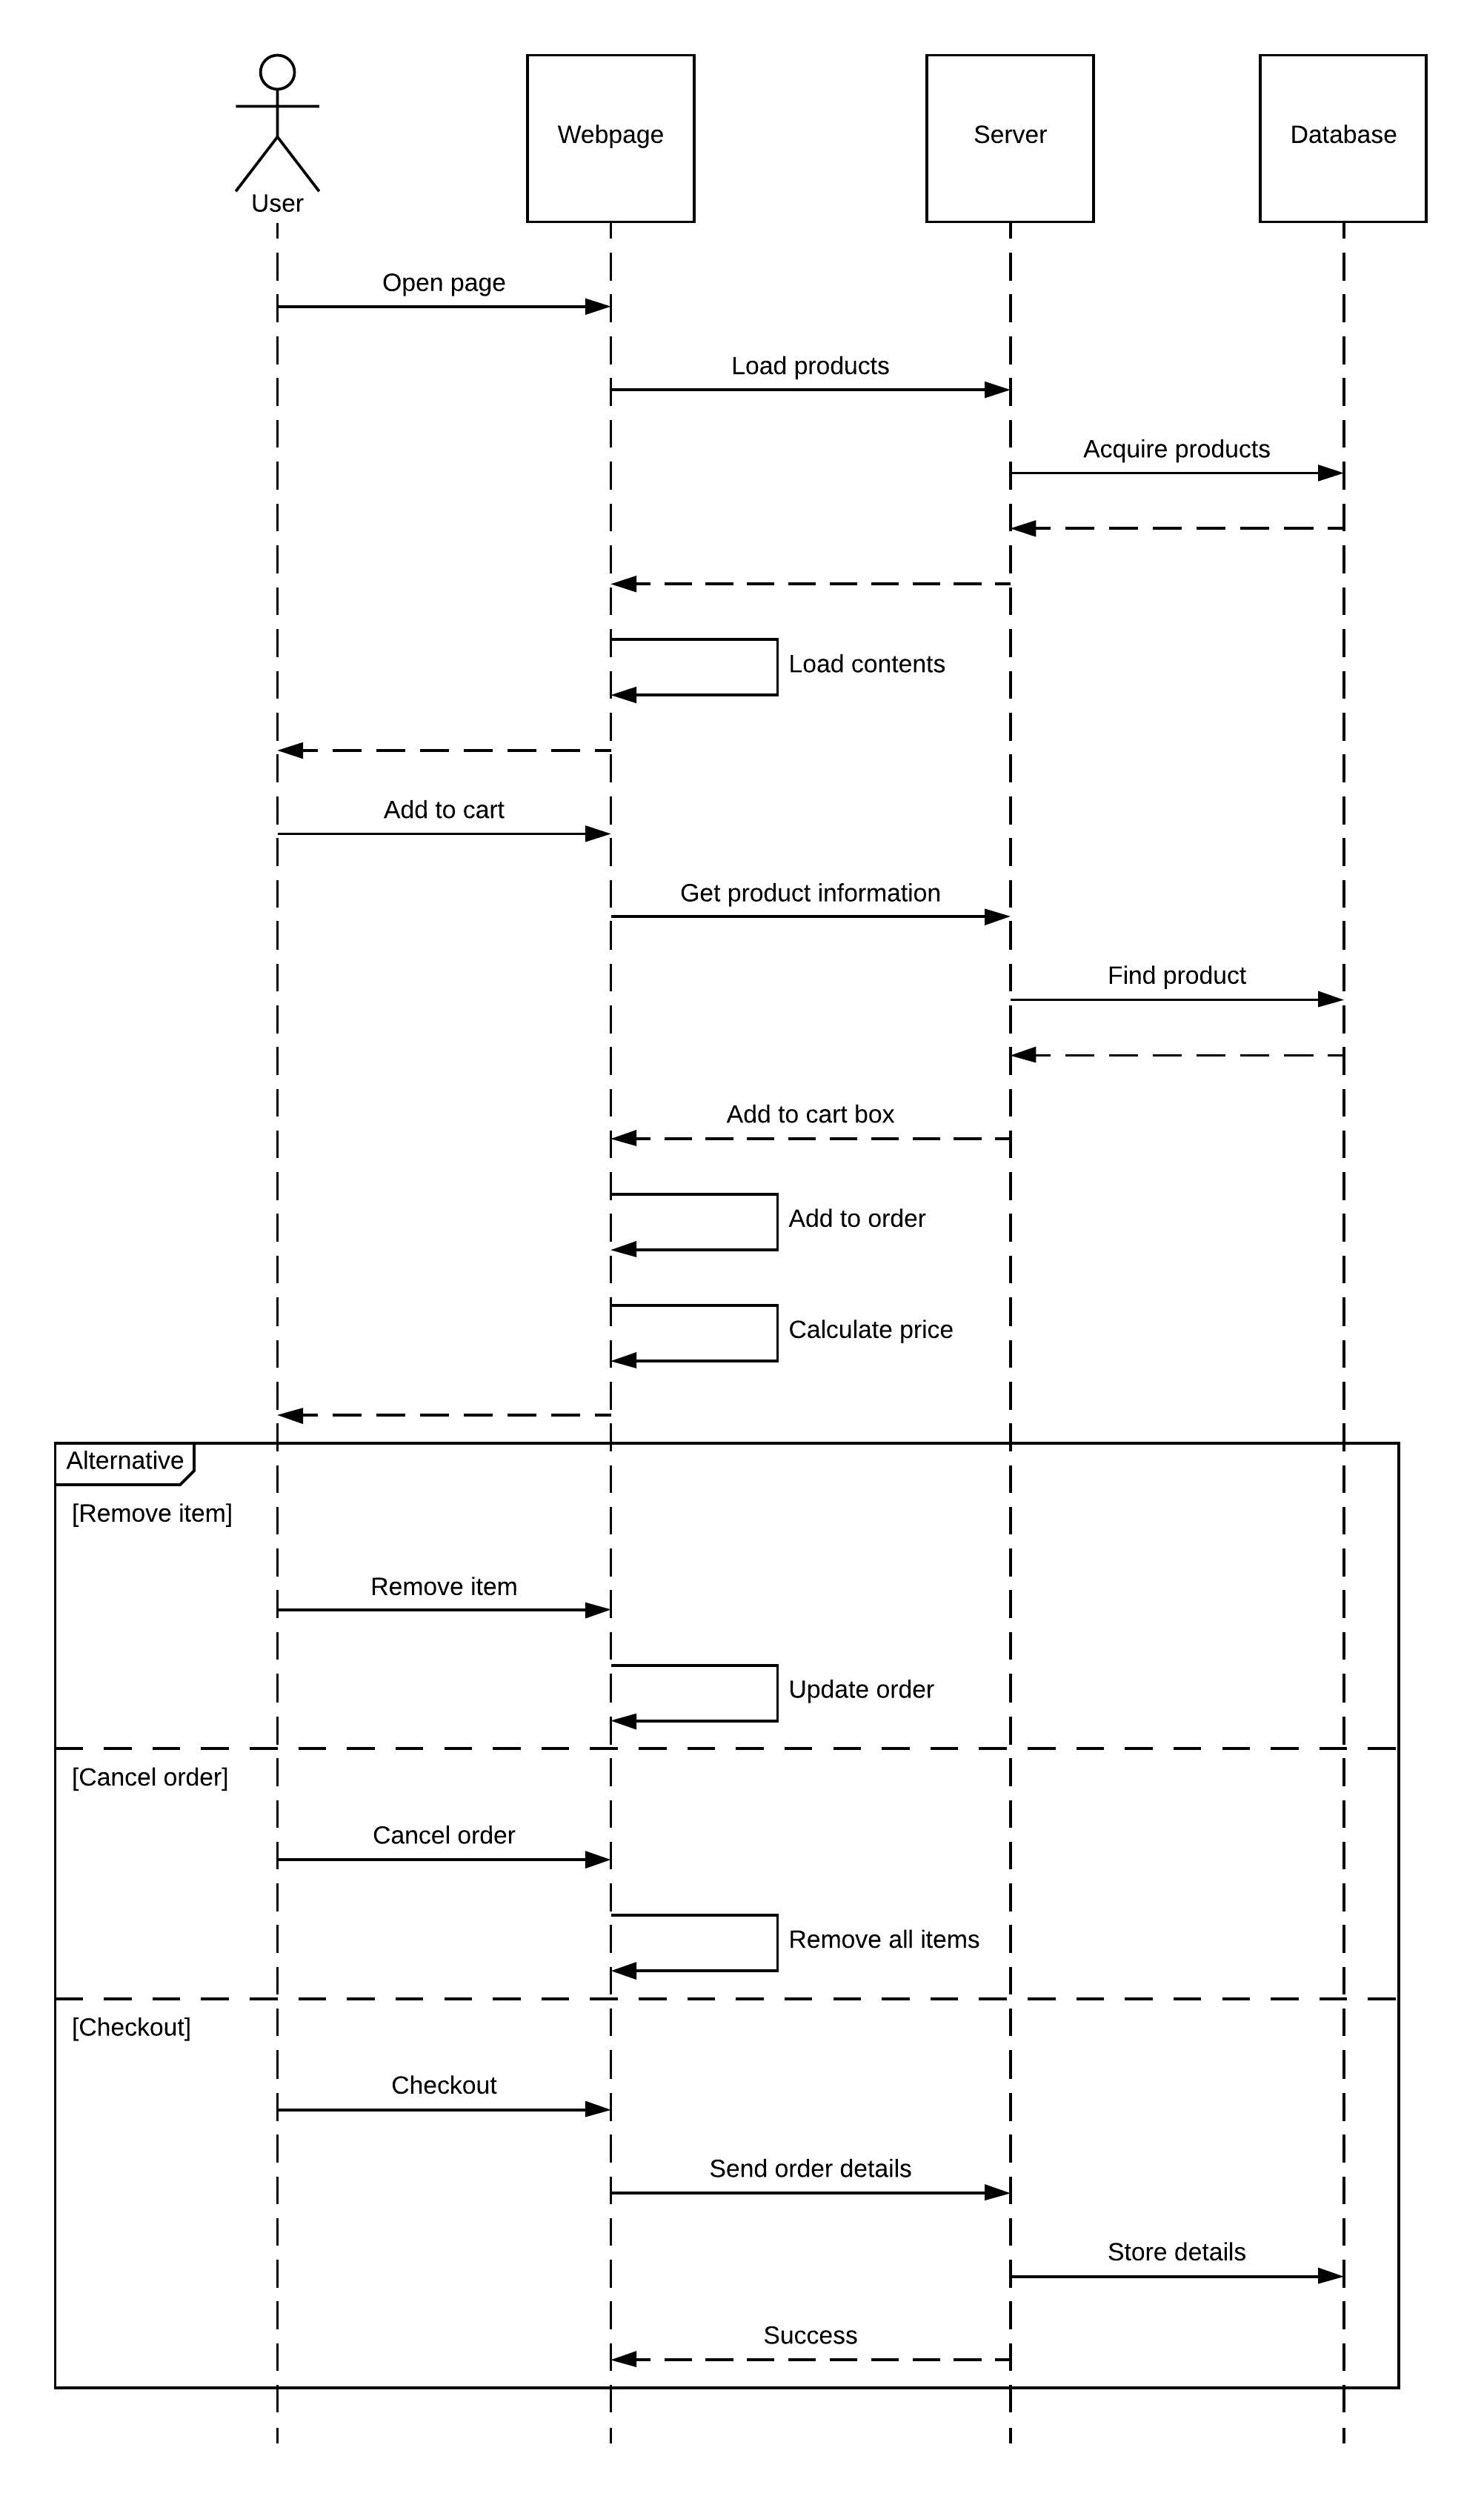 User
Webpage
Server
Database
Open page
Load products
Acquire products
Load contents
Add to cart
Get product information
Find product
Add to cart box
Add to order
Calculate price
Alternative
[Remove item]
Remove item
Update order
[Cancel order]
Cancel order
Remove all items
[Checkout]
Checkout
Send order details
Store details
Success